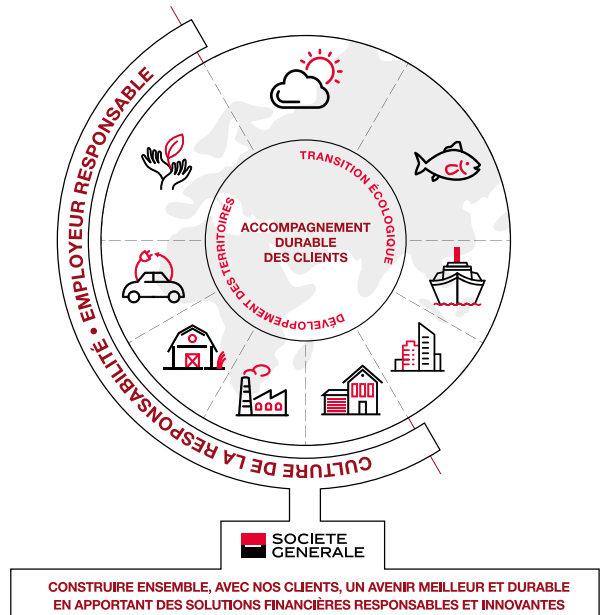 CULTURE DE LA RESPONSABILITÉ • EMPLOYEUR RESPONSABLE
TRANSITION ÉCOLOGIQUE
DÉVELOPPEMENT DES TERRITOIRES
ACCOMPAGNEMENT
DURABLE
DES CLIENTS
SOCIETE
GENERALE
CONSTRUIRE ENSEMBLE, AVEC NOS CLIENTS, UN AVENIR MEILLEUR ET DURABLE
EN APPORTANT DES SOLUTIONS FINANCIÈRES RESPONSABLES ET INNOVANTES